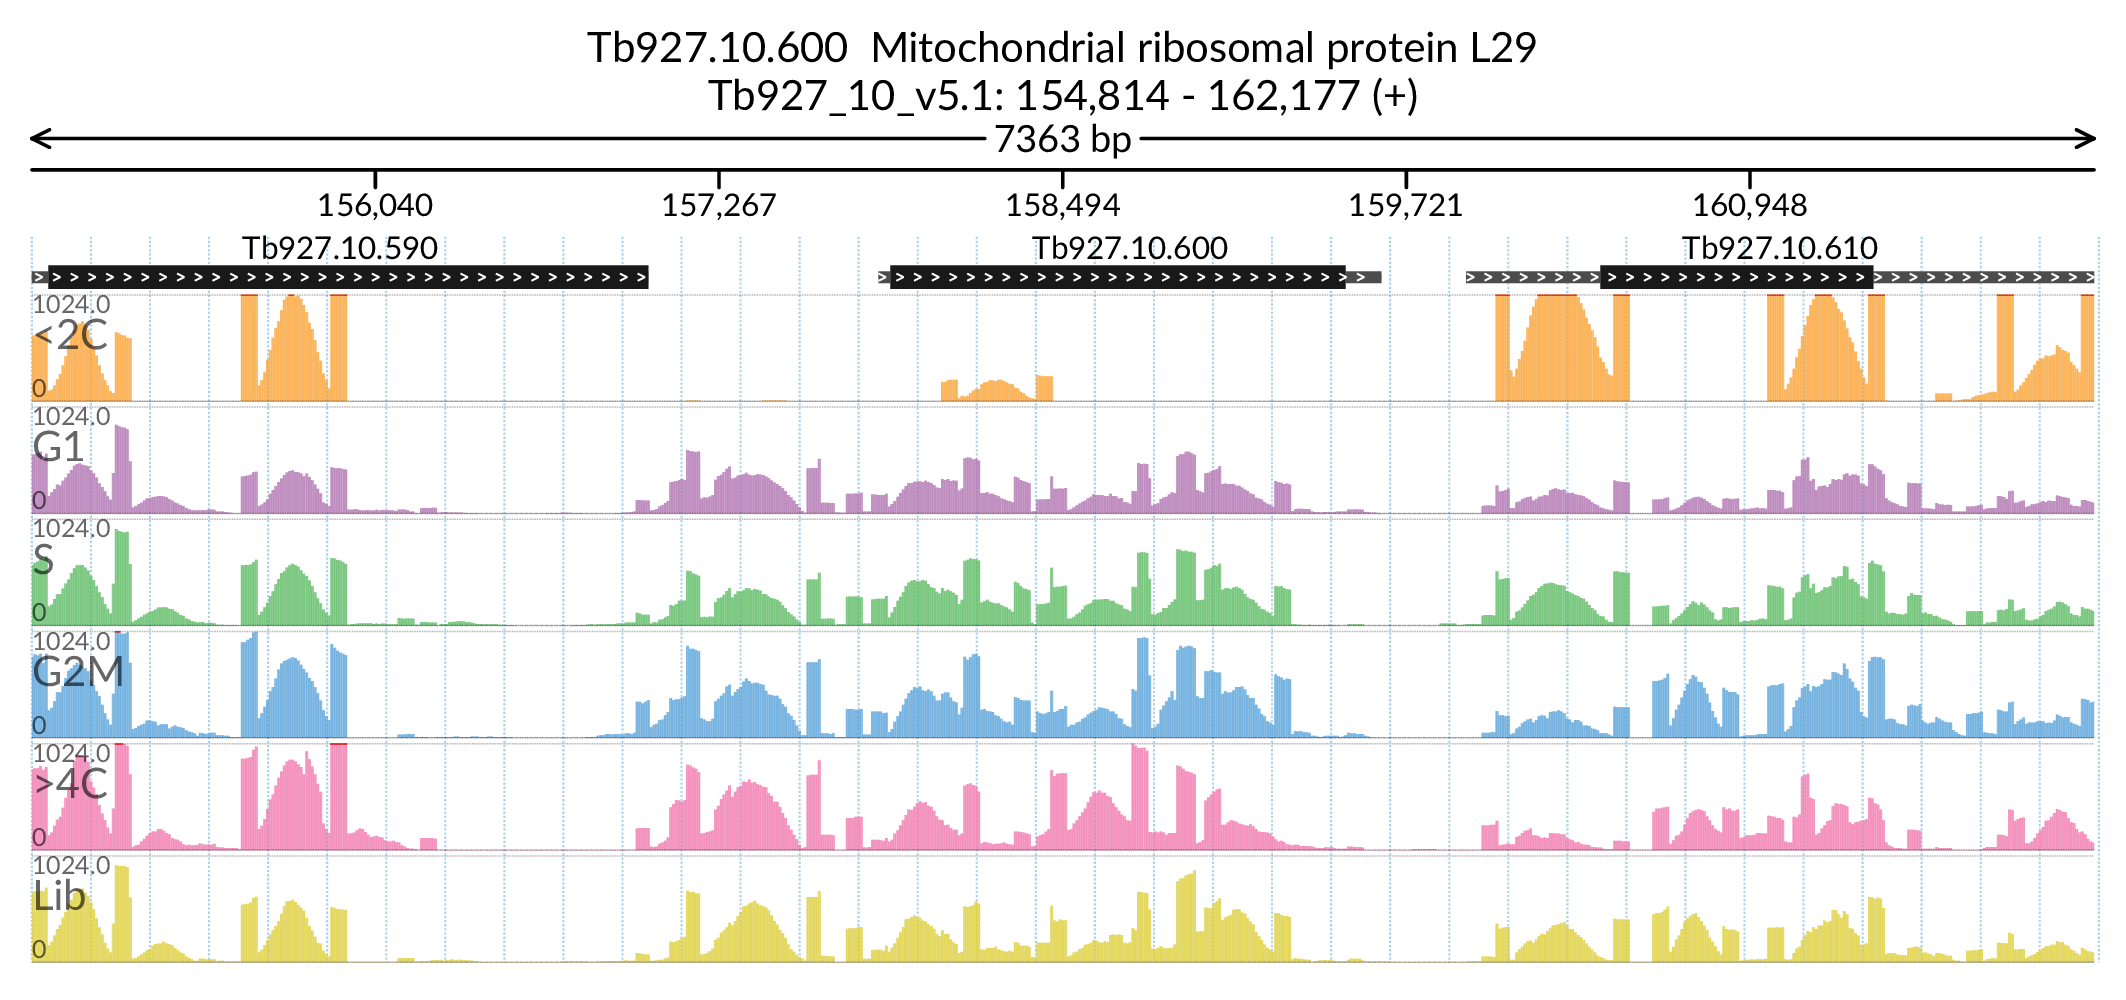 Tb927.10.600  Mitochondrial ribosomal protein L29
Tb927_10_v5.1: 154,814 - 162,177 (+)
7363 bp
156,040 157,267 158,494 159,721 160,948
Tb927.10.590 Tb927.10.600 Tb927.10.610
1024.0
<2C
0
1024.0
G1
0
1024.0
S
0
1024.0
G2M
0
1024.0
>4C
0
1024.0
Lib
0